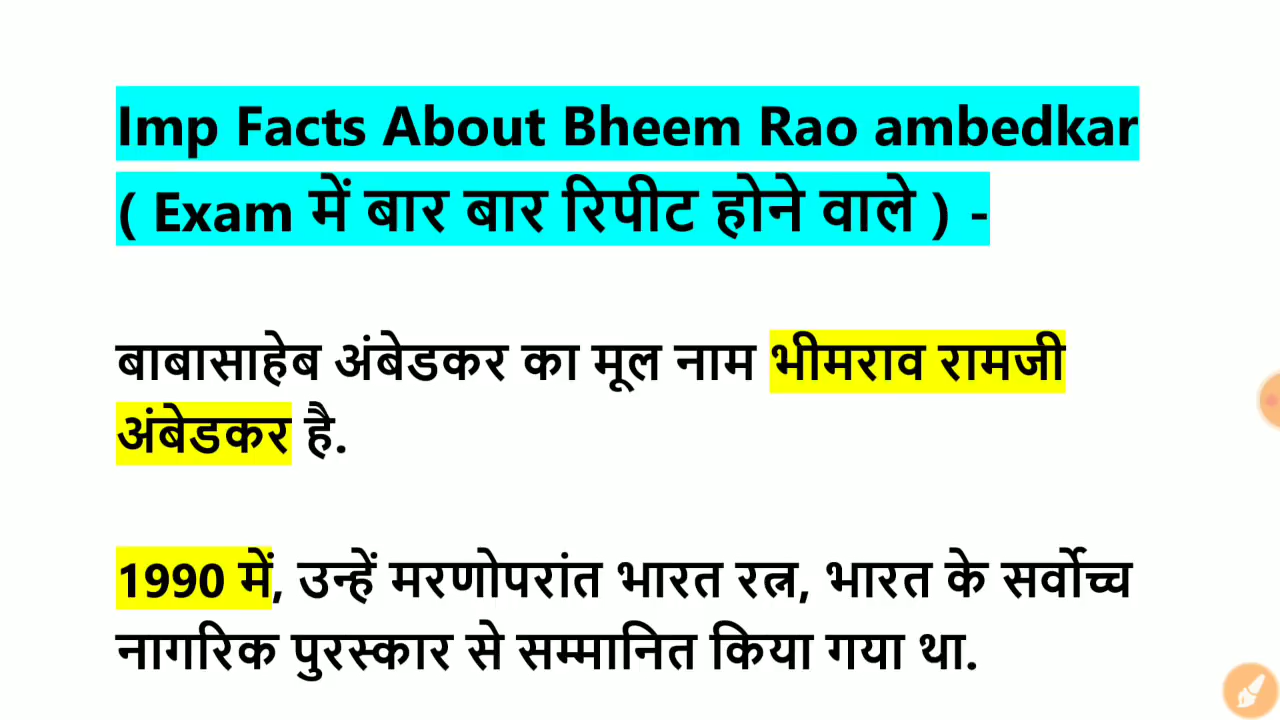 Imp Facts About Bheem Rao ambedkar
( Exam में बार बार रिपीट होने वाले ) -
बाबासाहेब अंबेडकर का मूल नाम भीमराव रामजी
अंबेडकर है.
1990 में, उन्हें मरणोपरांत भारत रत्न, भारत के सर्वोच्च
नागरिक पुरस्कार से सम्मानित किया गया था.